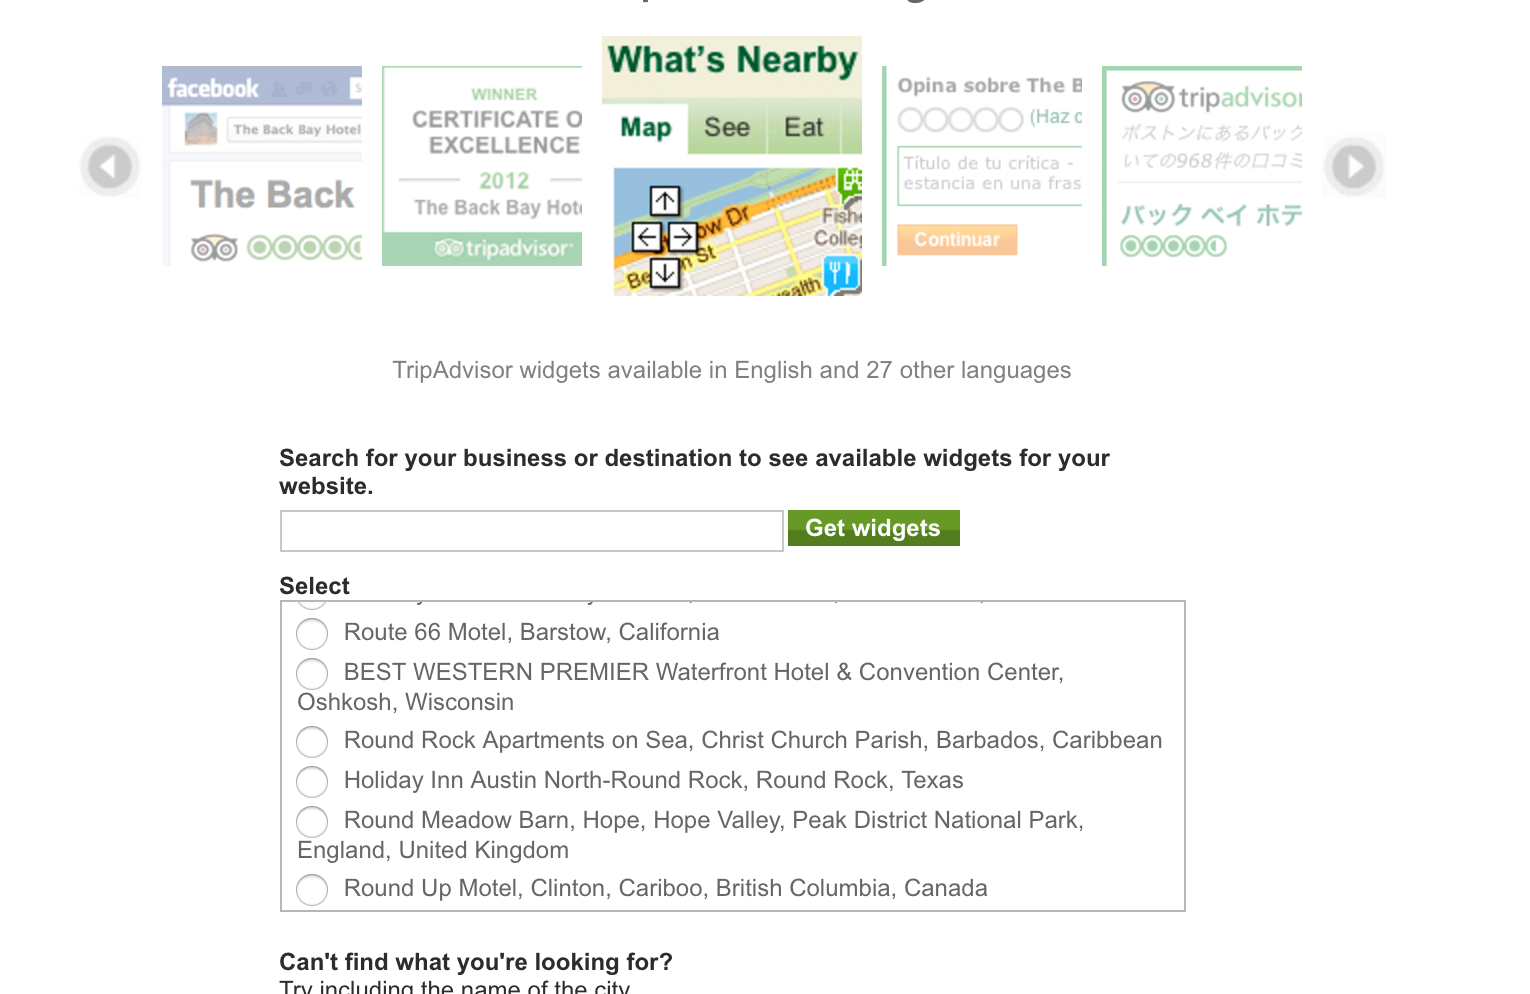 facebook
The Back Bay Hotel
The Back
WINNER
CERTIFICATE O
EXCELLENCE
2012
The Back Bay Hot
tripadvisor
What's Nearby
Map See Eat
ow Dr
Fish
Colle
n St
Be
ealth
Opina sobre The B
(Haz c
Título de tu crítica -
estancia en una fras
Continuar
tripadvisor
ボストンにあるバック
いての968件の口コミ
バック ベイ ホテ
TripAdvisor widgets available in English and 27 other languages
Search for your business or destination to see available widgets for your
website.
Get widgets
Select
Route 66 Motel, Barstow, California
BEST WESTERN PREMIER Waterfront Hotel & Convention Center,
Oshkosh, Wisconsin
Round Rock Apartments on Sea, Christ Church Parish, Barbados, Caribbean
Holiday Inn Austin North-Round Rock, Round Rock, Texas
Round Meadow Barn, Hope, Hope Valley, Peak District National Park,
England, United Kingdom
Round Up Motel, Clinton, Cariboo, British Columbia, Canada
Can't find what you're looking for?
Try including the name of the city